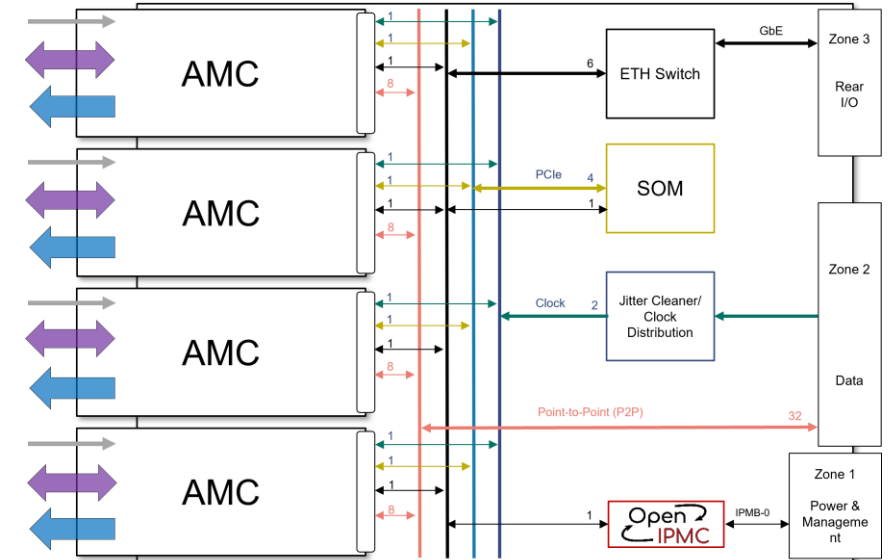 1
1
1
8
AMC
6
ETH Switch
GbE
Zone 3
Rear
I/O
1
1
1
8
AMC
PCIe
4
1
SOM
Zone 2
1
1
1
8
AMC
Clock
2
Jitter Cleaner/
Clock
Distribution
Data
Point-to-Point (P2P)
32
1
1
1
8
AMC
1
Open
IPMC
IPMB-0
Zone 1
Power &
Manageme
nt